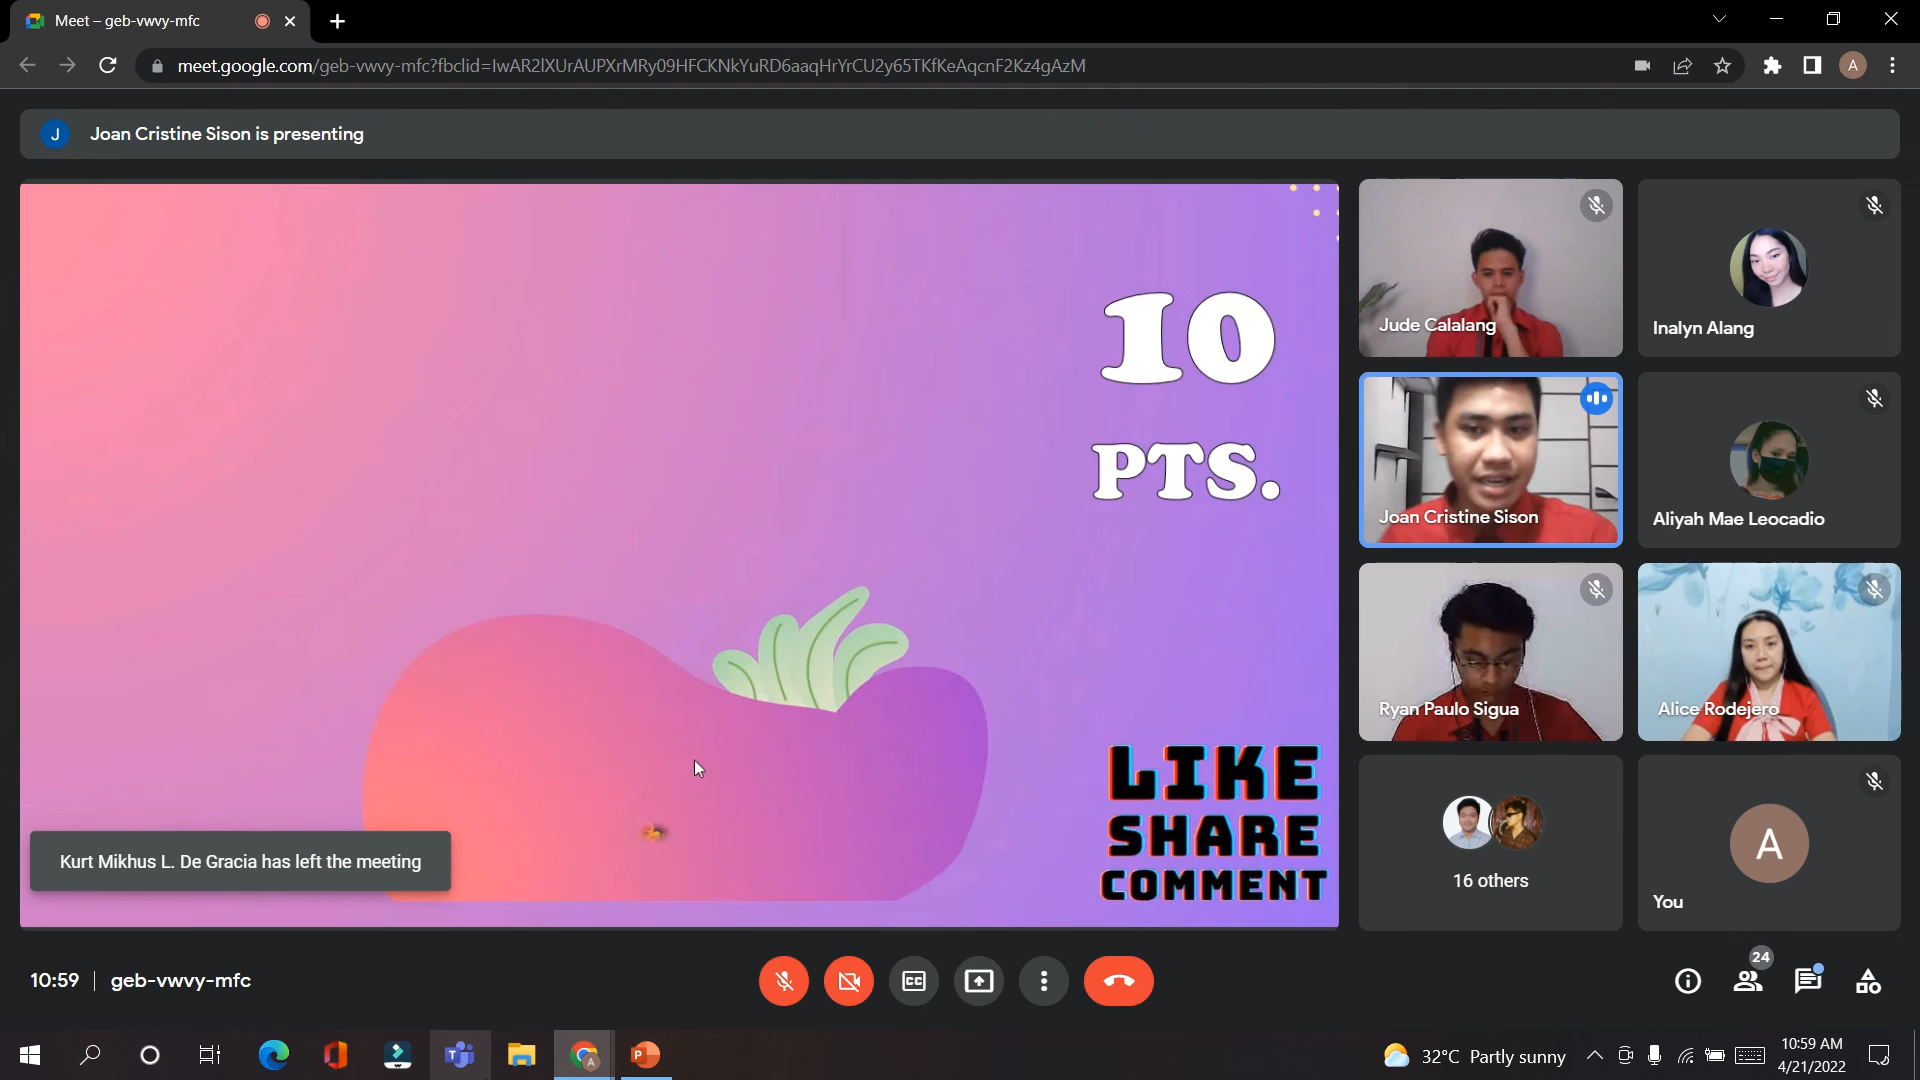 Meet – geb-vwvy-mfc
meet.google.com/geb-vwvy-mfc?fbclid=IwAR2lXUrAUPXrMRy09HFCKNkYuRD6aaqHrYrCU2y65TKfKeAqcnF2Kz4gAzM
A
J
Joan Cristine Sison is presenting
10
PTS.
LIKE
SHARE
COMMENT
Kurt Mikhus L. De Gracia has left the meeting
Jude Calalang
Inalyn Alang
Joan Cristine Sison
Aliyah Mae Leocadio
Ryan Paulo Sigua
Alice Rodejero
16 others
A
You
10:59 | geb-vwvy-mfc
CC
24
32°C Partly sunny
10:59 AM
4/21/2022